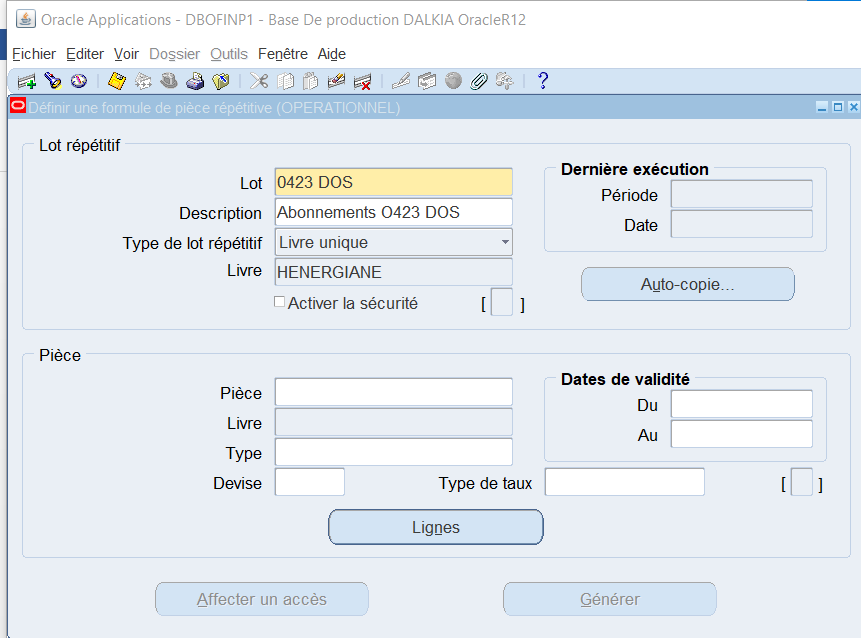 Oracle Applications - DBOFINP1 - Base De production DALKIA OracleR12
Fichier Editer Voir Dossier Outils Fenêtre Aide
Définir une formule de pièce répétitive (OPERATIONNEL)
Lot répétitif
Lot 0423 DOS
Description Abonnements O423 DOS
Type de lot répétitif Livre unique
Livre HENERGIANE
Activer la sécurité [ ]
Dernière exécution
Période
Date
Auto-copie...
Pièce
Pièce
Livre
Type
Devise
Type de taux [ ]
Dates de validité
Du
Au
Lignes
Affecter un accès
Générer